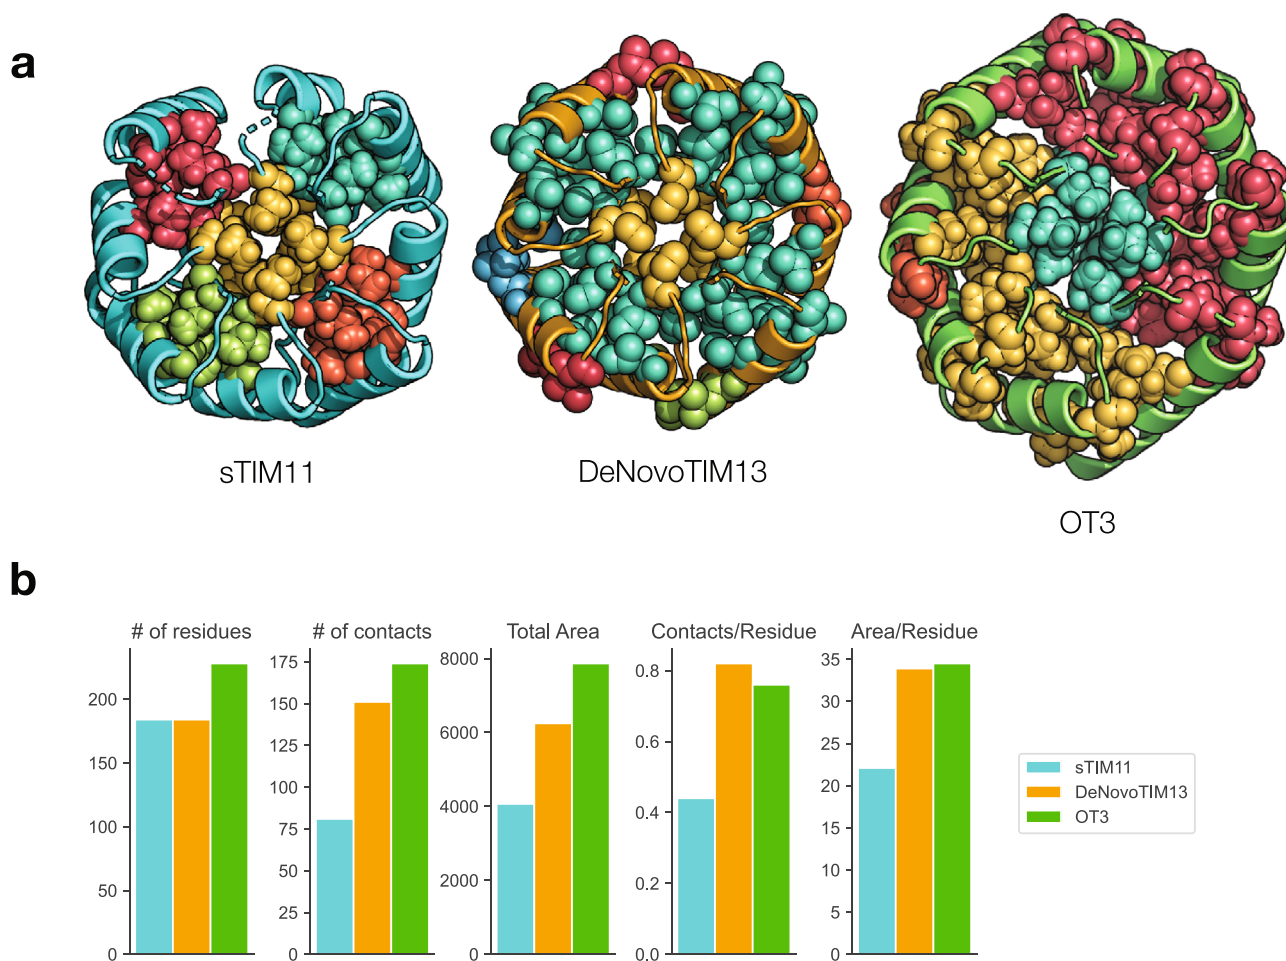 a
sTIM11
DeNovoTIM13
OT3
b
# of residues
# of contacts
Total Area
Contacts/Residue
Area/Residue
200
150
100
50
0
175
150
125
100
75
50
25
0
8000
6000
4000
2000
0
0.8
0.6
0.4
0.2
0.0
35
30
25
20
15
10
5
0
sTIM11
DeNovoTIM13
OT3